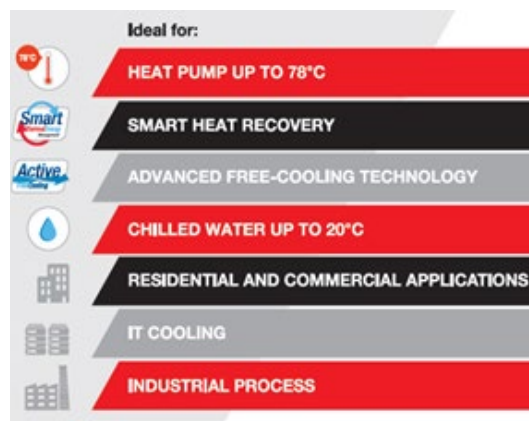 Ideal for:
78°C
HEAT PUMP UP TO 78°C
Smart
SMART HEAT RECOVERY
Active
ADVANCED FREE-COOLING TECHNOLOGY
CHILLED WATER UP TO 20°C
RESIDENTIAL AND COMMERCIAL APPLICATIONS
IT COOLING
INDUSTRIAL PROCESS